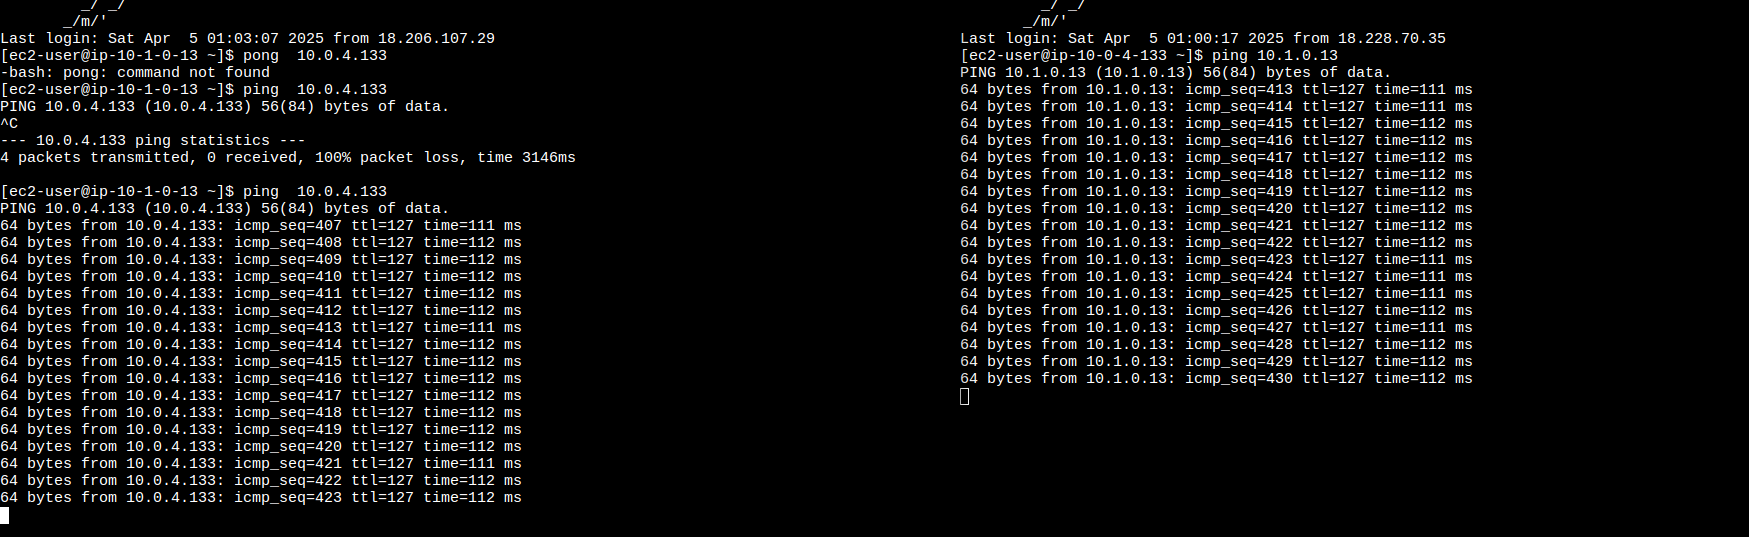 _/ _/
_/m/'
Last login: Sat Apr  5 01:03:07 2025 from 18.206.107.29
[ec2-user@ip-10-1-0-13 ~]$ pong  10.0.4.133
-bash: pong: command not found
[ec2-user@ip-10-1-0-13 ~]$ ping  10.0.4.133
PING 10.0.4.133 (10.0.4.133) 56(84) bytes of data.
^C
--- 10.0.4.133 ping statistics ---
4 packets transmitted, 0 received, 100% packet loss, time 3146ms
[ec2-user@ip-10-1-0-13 ~]$ ping  10.0.4.133
PING 10.0.4.133 (10.0.4.133) 56(84) bytes of data.
64 bytes from 10.0.4.133: icmp_seq=407 ttl=127 time=111 ms
64 bytes from 10.0.4.133: icmp_seq=408 ttl=127 time=112 ms
64 bytes from 10.0.4.133: icmp_seq=409 ttl=127 time=112 ms
64 bytes from 10.0.4.133: icmp_seq=410 ttl=127 time=112 ms
64 bytes from 10.0.4.133: icmp_seq=411 ttl=127 time=112 ms
64 bytes from 10.0.4.133: icmp_seq=412 ttl=127 time=112 ms
64 bytes from 10.0.4.133: icmp_seq=413 ttl=127 time=111 ms
64 bytes from 10.0.4.133: icmp_seq=414 ttl=127 time=112 ms
64 bytes from 10.0.4.133: icmp_seq=415 ttl=127 time=112 ms
64 bytes from 10.0.4.133: icmp_seq=416 ttl=127 time=112 ms
64 bytes from 10.0.4.133: icmp_seq=417 ttl=127 time=112 ms
64 bytes from 10.0.4.133: icmp_seq=418 ttl=127 time=112 ms
64 bytes from 10.0.4.133: icmp_seq=419 ttl=127 time=112 ms
64 bytes from 10.0.4.133: icmp_seq=420 ttl=127 time=112 ms
64 bytes from 10.0.4.133: icmp_seq=421 ttl=127 time=111 ms
64 bytes from 10.0.4.133: icmp_seq=422 ttl=127 time=112 ms
64 bytes from 10.0.4.133: icmp_seq=423 ttl=127 time=112 ms
_/ _/
_/m/'
Last login: Sat Apr  5 01:00:17 2025 from 18.228.70.35
[ec2-user@ip-10-0-4-133 ~]$ ping 10.1.0.13
PING 10.1.0.13 (10.1.0.13) 56(84) bytes of data.
64 bytes from 10.1.0.13: icmp_seq=413 ttl=127 time=111 ms
64 bytes from 10.1.0.13: icmp_seq=414 ttl=127 time=111 ms
64 bytes from 10.1.0.13: icmp_seq=415 ttl=127 time=112 ms
64 bytes from 10.1.0.13: icmp_seq=416 ttl=127 time=112 ms
64 bytes from 10.1.0.13: icmp_seq=417 ttl=127 time=112 ms
64 bytes from 10.1.0.13: icmp_seq=418 ttl=127 time=112 ms
64 bytes from 10.1.0.13: icmp_seq=419 ttl=127 time=112 ms
64 bytes from 10.1.0.13: icmp_seq=420 ttl=127 time=112 ms
64 bytes from 10.1.0.13: icmp_seq=421 ttl=127 time=112 ms
64 bytes from 10.1.0.13: icmp_seq=422 ttl=127 time=112 ms
64 bytes from 10.1.0.13: icmp_seq=423 ttl=127 time=111 ms
64 bytes from 10.1.0.13: icmp_seq=424 ttl=127 time=111 ms
64 bytes from 10.1.0.13: icmp_seq=425 ttl=127 time=111 ms
64 bytes from 10.1.0.13: icmp_seq=426 ttl=127 time=112 ms
64 bytes from 10.1.0.13: icmp_seq=427 ttl=127 time=111 ms
64 bytes from 10.1.0.13: icmp_seq=428 ttl=127 time=112 ms
64 bytes from 10.1.0.13: icmp_seq=429 ttl=127 time=112 ms
64 bytes from 10.1.0.13: icmp_seq=430 ttl=127 time=112 ms